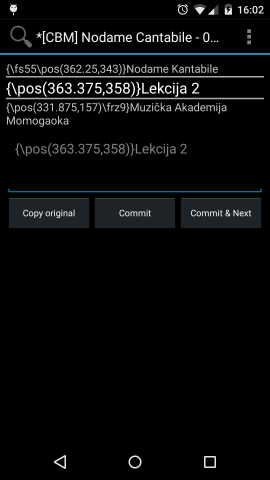 16:02
*[CBM] Nodame Cantabile - 0...
{\fs55\pos(362.25,343)}Nodame Kantabile
{\pos(363.375,358)}Lekcija 2
{\pos(331.875,157)\frz9}Muzička Akademija
Momogaoka
{\pos(363.375,358)}Lekcija 2
Copy original
Commit
Commit & Next